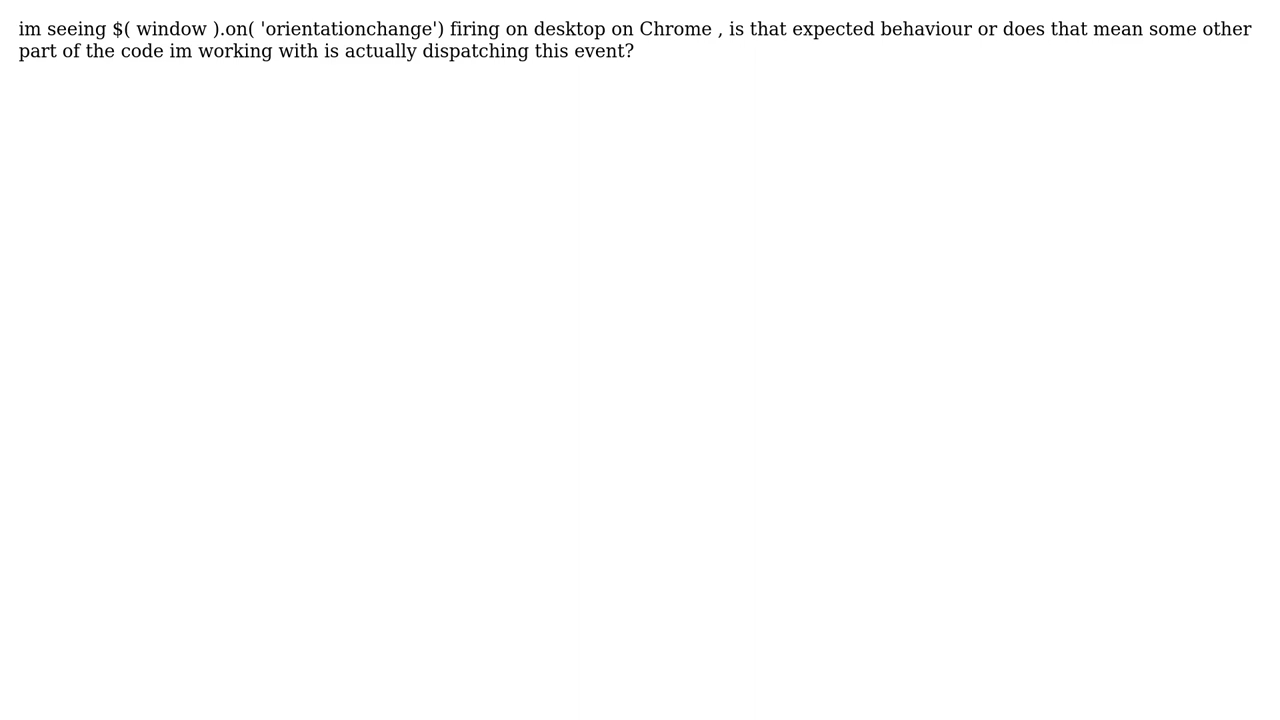 im seeing $( window ).on( 'orientationchange') firing on desktop on Chrome , is that expected behaviour or does that mean some other
part of the code im working with is actually dispatching this event?